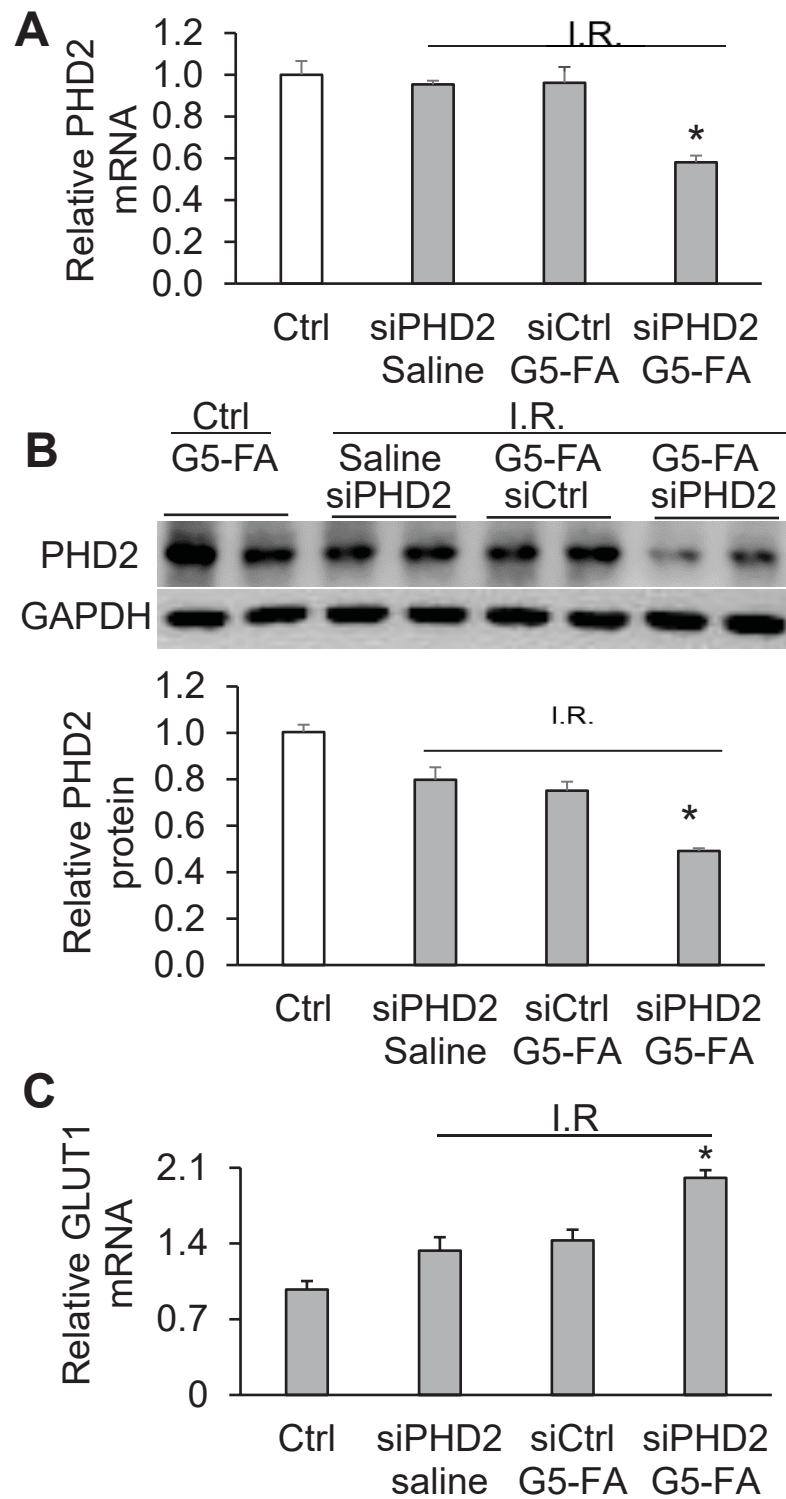 A
I.R.
Relative PHD2
mRNA
1.2
1.0
0.8
0.6
0.4
0.2
0.0
*
Ctrl
siPHD2
Saline
siCtrl
G5-FA
siPHD2
G5-FA
B
Ctrl
I.R.
G5-FA
Saline
siPHD2
G5-FA
siCtrl
G5-FA
siPHD2
PHD2
GAPDH
Relative PHD2
protein
1.2
1.0
0.8
0.6
0.4
0.2
0.0
I.R.
*
Ctrl
siPHD2
Saline
siCtrl
G5-FA
siPHD2
G5-FA
C
I.R
Relative GLUT1
mRNA
2.1
1.4
0.7
0
*
Ctrl
siPHD2
saline
siCtrl
G5-FA
siPHD2
G5-FA